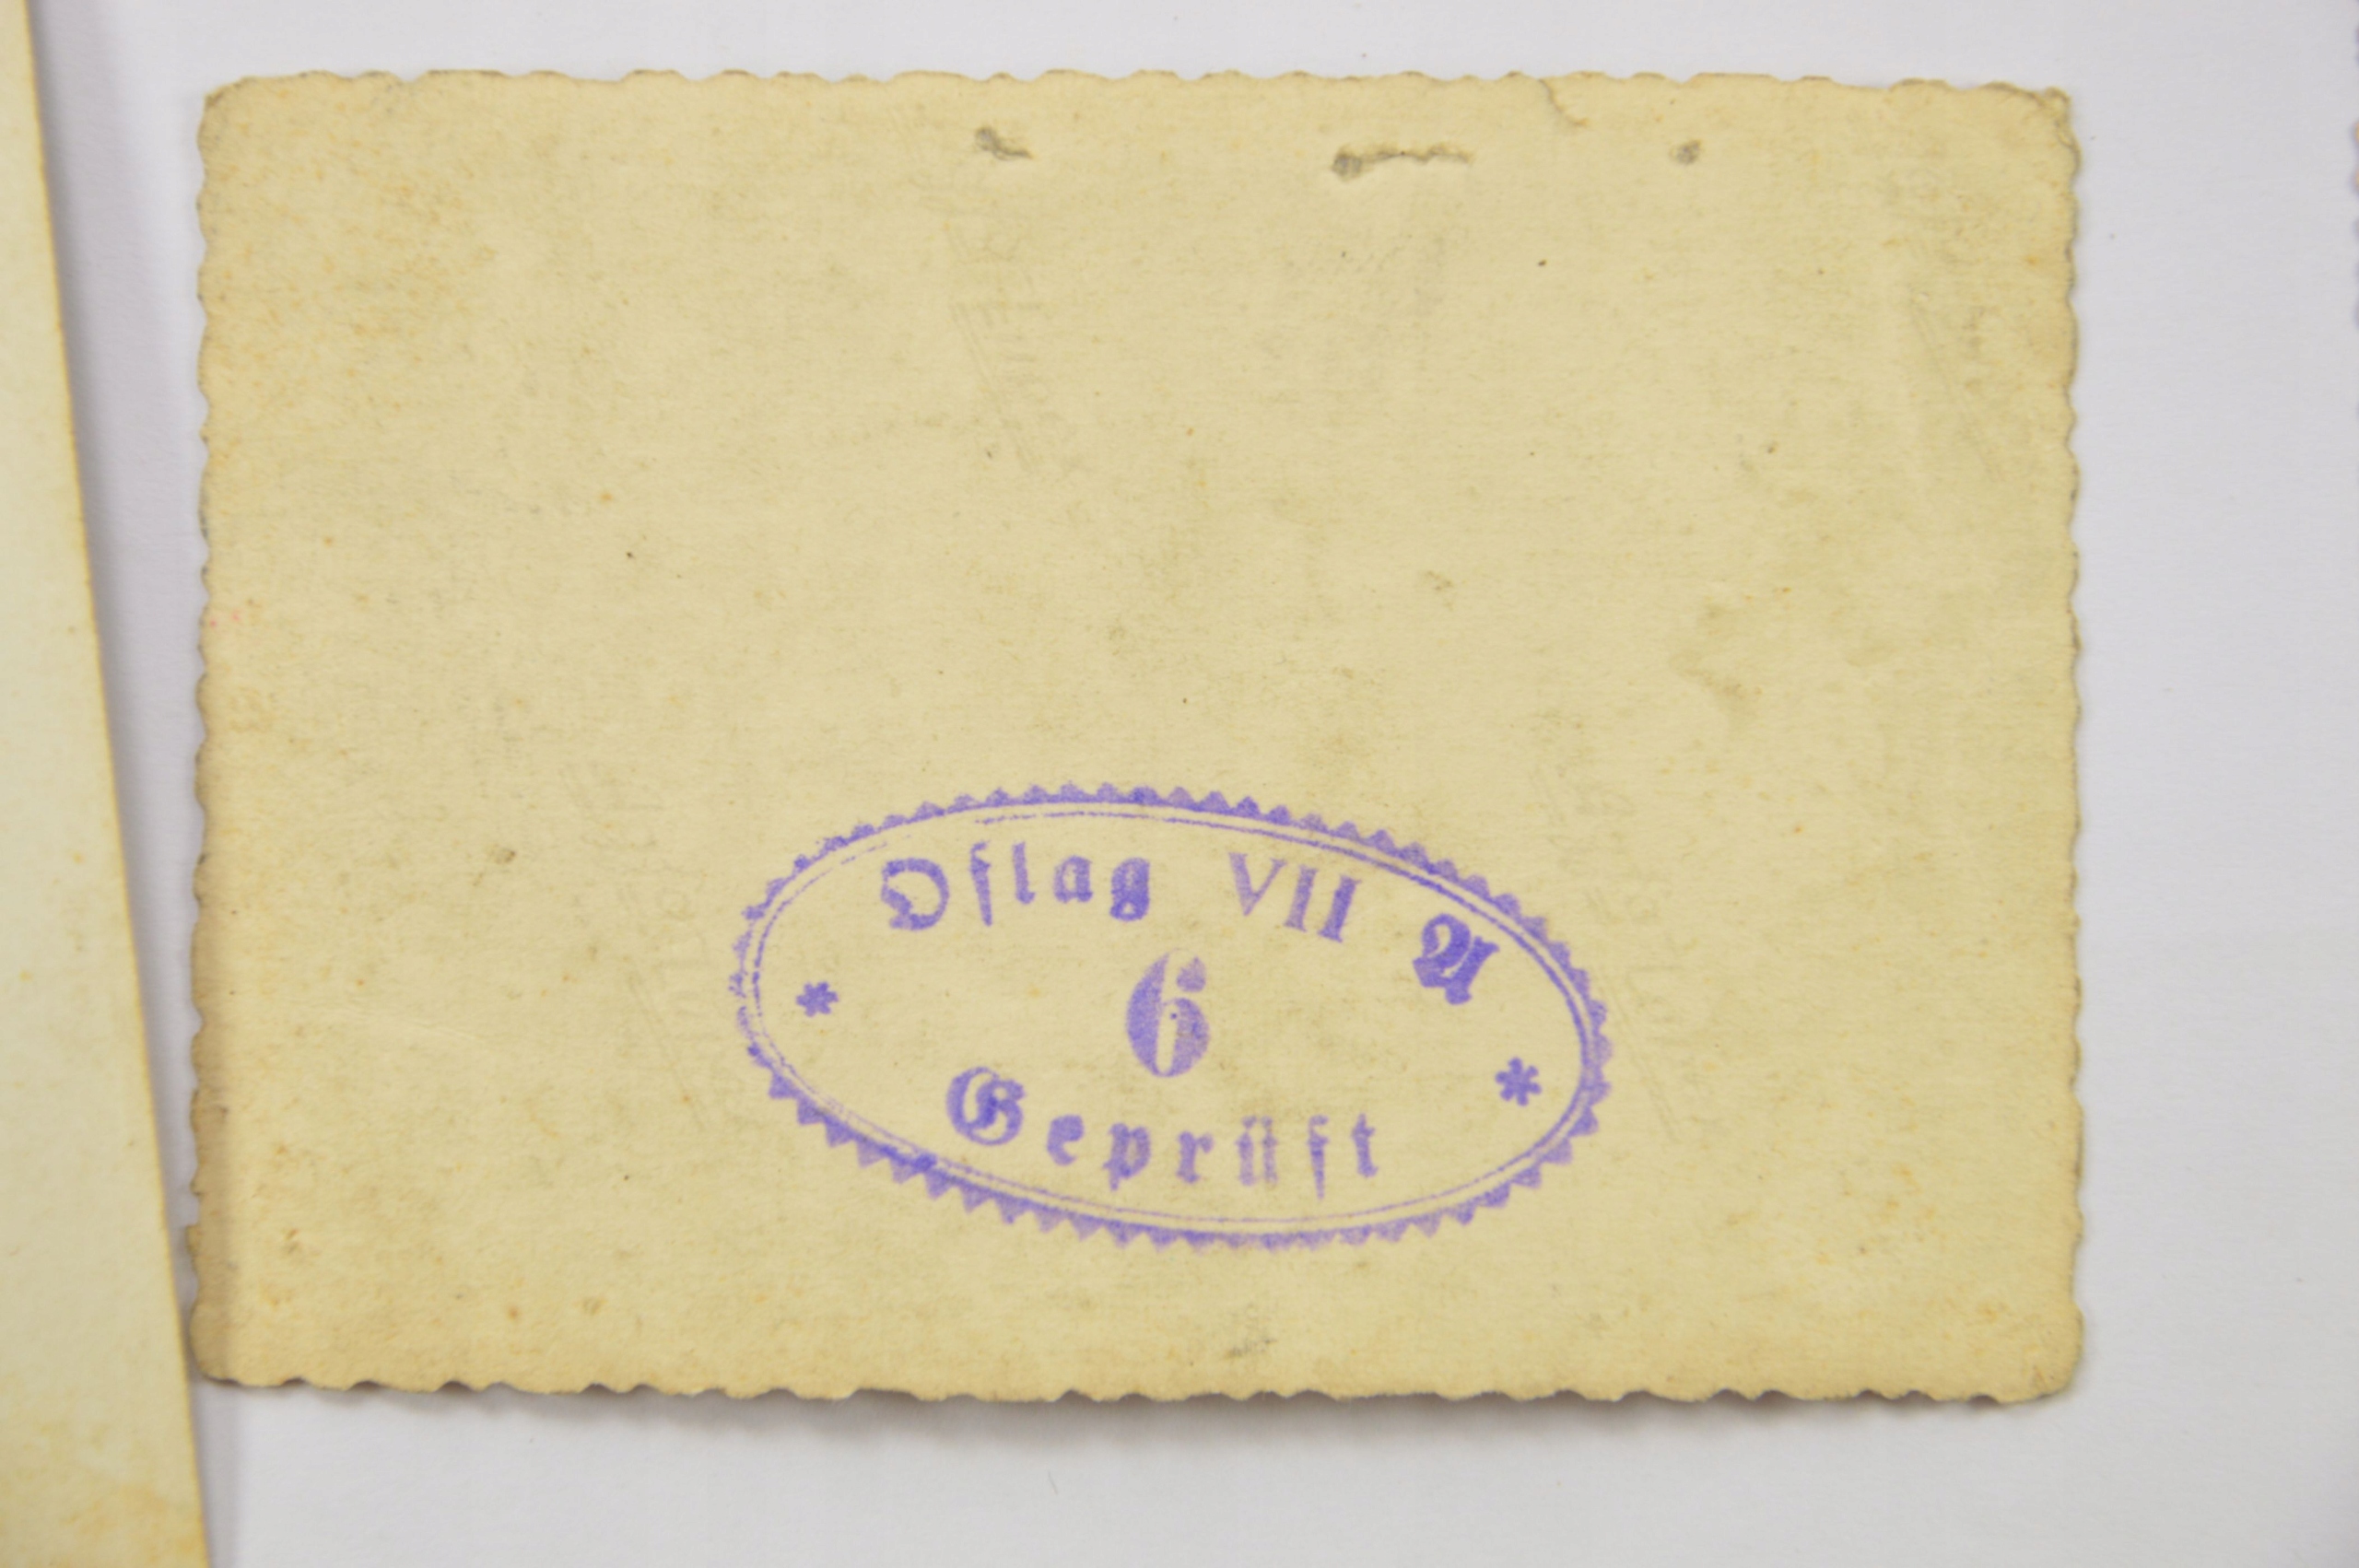 Oflag VII A
* 6 *
Geprüft